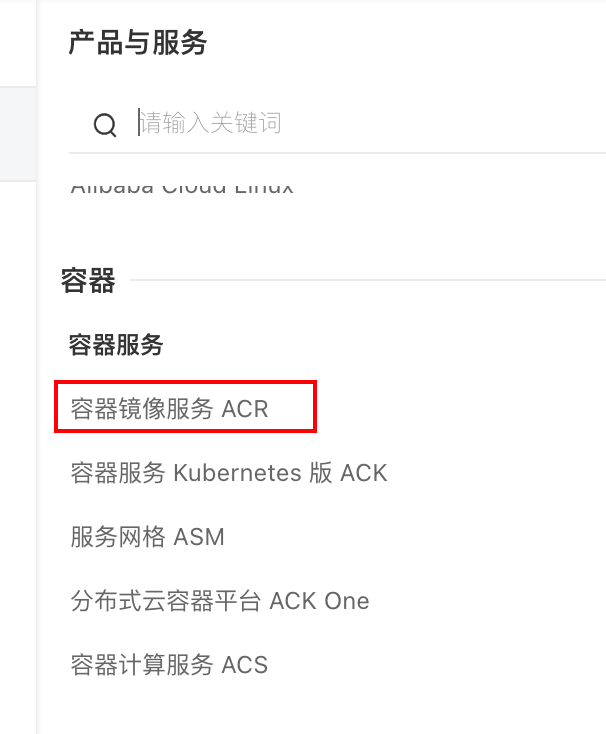 产品与服务
请输入关键词
Alibaba Cloud Linux
容器
容器服务
容器镜像服务 ACR
容器服务 Kubernetes 版 ACK
服务网格 ASM
分布式云容器平台 ACK One
容器计算服务 ACS